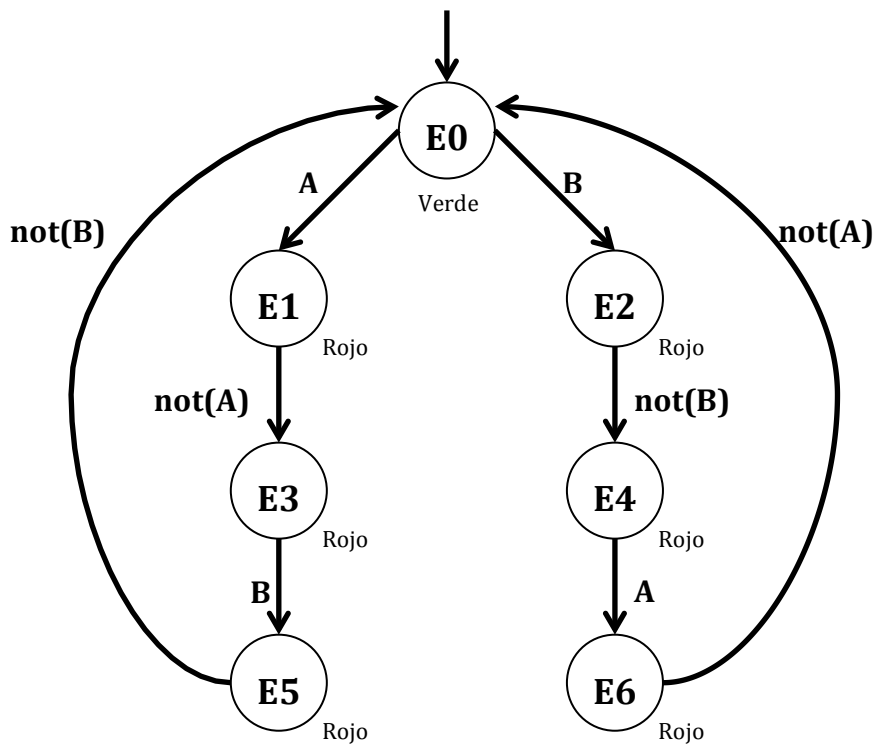 E0
Verde
A
B
not(B)
not(A)
E1
Rojo
E2
Rojo
not(A)
not(B)
E3
Rojo
E4
Rojo
B
A
E5
Rojo
E6
Rojo